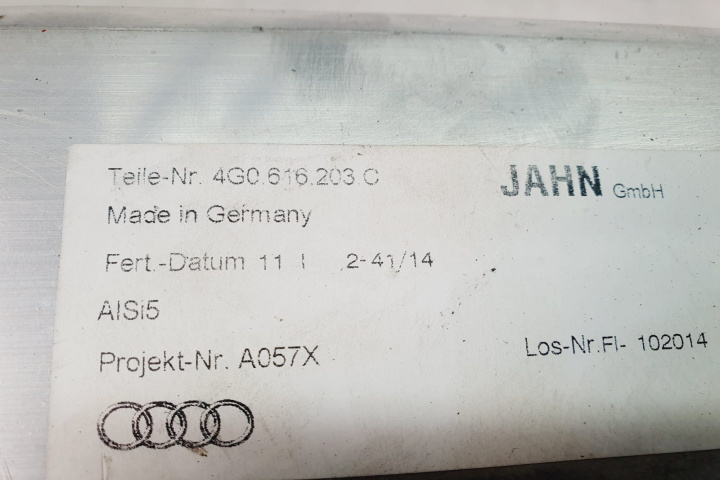 Teile-Nr. 4G0.616.203.C
JAHN GmbH
Made in Germany
Fert.-Datum 11 I 2-41/14
AlSi5
Projekt-Nr. A057X
Los-Nr.FI- 102014